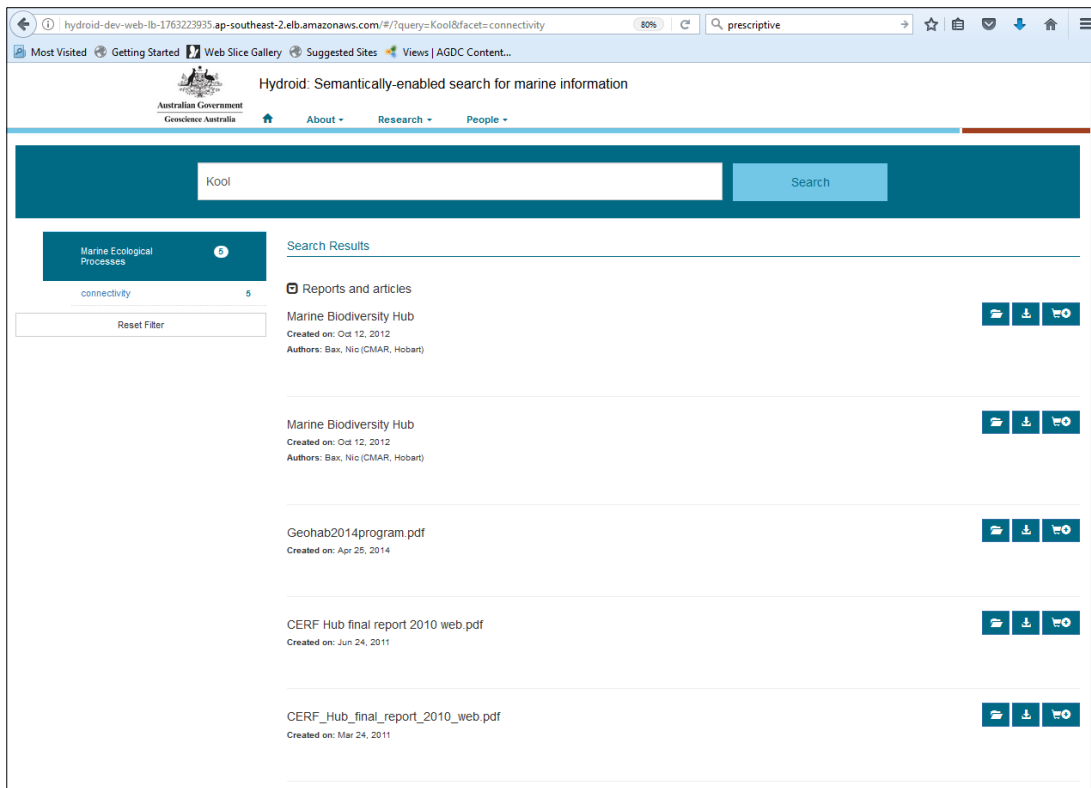 hydroid-dev-web-lb-1763223935.ap-southeast-2.elb.amazonaws.com/#/?query=Kool&facet=connectivity 80% prescriptive
Most Visited Getting Started Web Slice Gallery Suggested Sites Views | AGDC Content...
Hydroid: Semantically-enabled search for marine information
Australian Government
Geoscience Australia
About Research People
Kool Search
Marine Ecological
Processes
5
connectivity 5
Reset Filter
Search Results
Reports and articles
Marine Biodiversity Hub
Created on: Oct 12, 2012
Authors: Bax, Nic (CMAR, Hobart)
Marine Biodiversity Hub
Created on: Oct 12, 2012
Authors: Bax, Nic (CMAR, Hobart)
Geohab2014program.pdf
Created on: Apr 25, 2014
CERF Hub final report 2010 web.pdf
Created on: Jun 24, 2011
CERF_Hub_final_report_2010_web.pdf
Created on: Mar 24, 2011